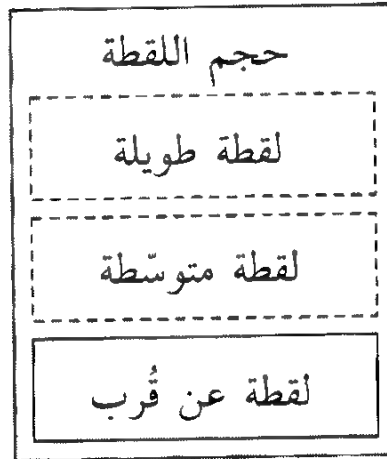 حجم اللقطة
لقطة طويلة
لقطة متوسّطة
لقطة عن قُرب